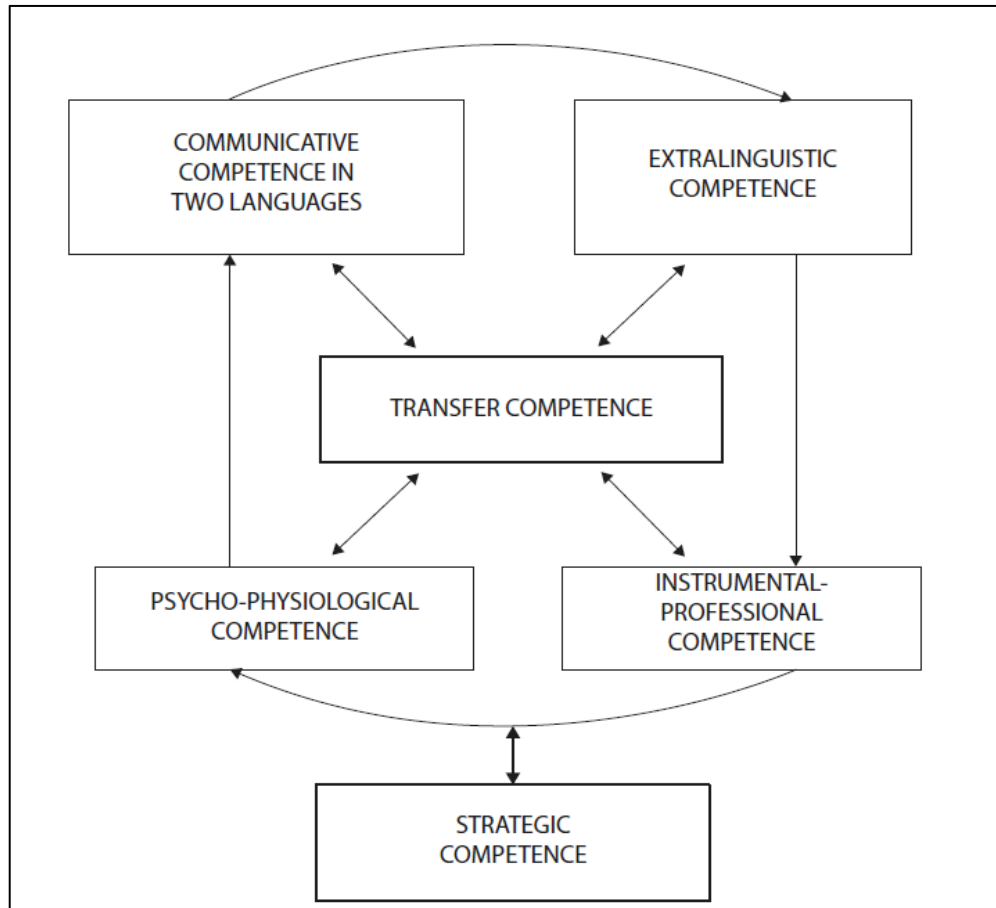 COMMUNICATIVE
COMPETENCE IN
TWO LANGUAGES
EXTRALINGUISTIC
COMPETENCE
TRANSFER COMPETENCE
PSYCHO-PHYSIOLOGICAL
COMPETENCE
INSTRUMENTAL-
PROFESSIONAL
COMPETENCE
STRATEGIC
COMPETENCE